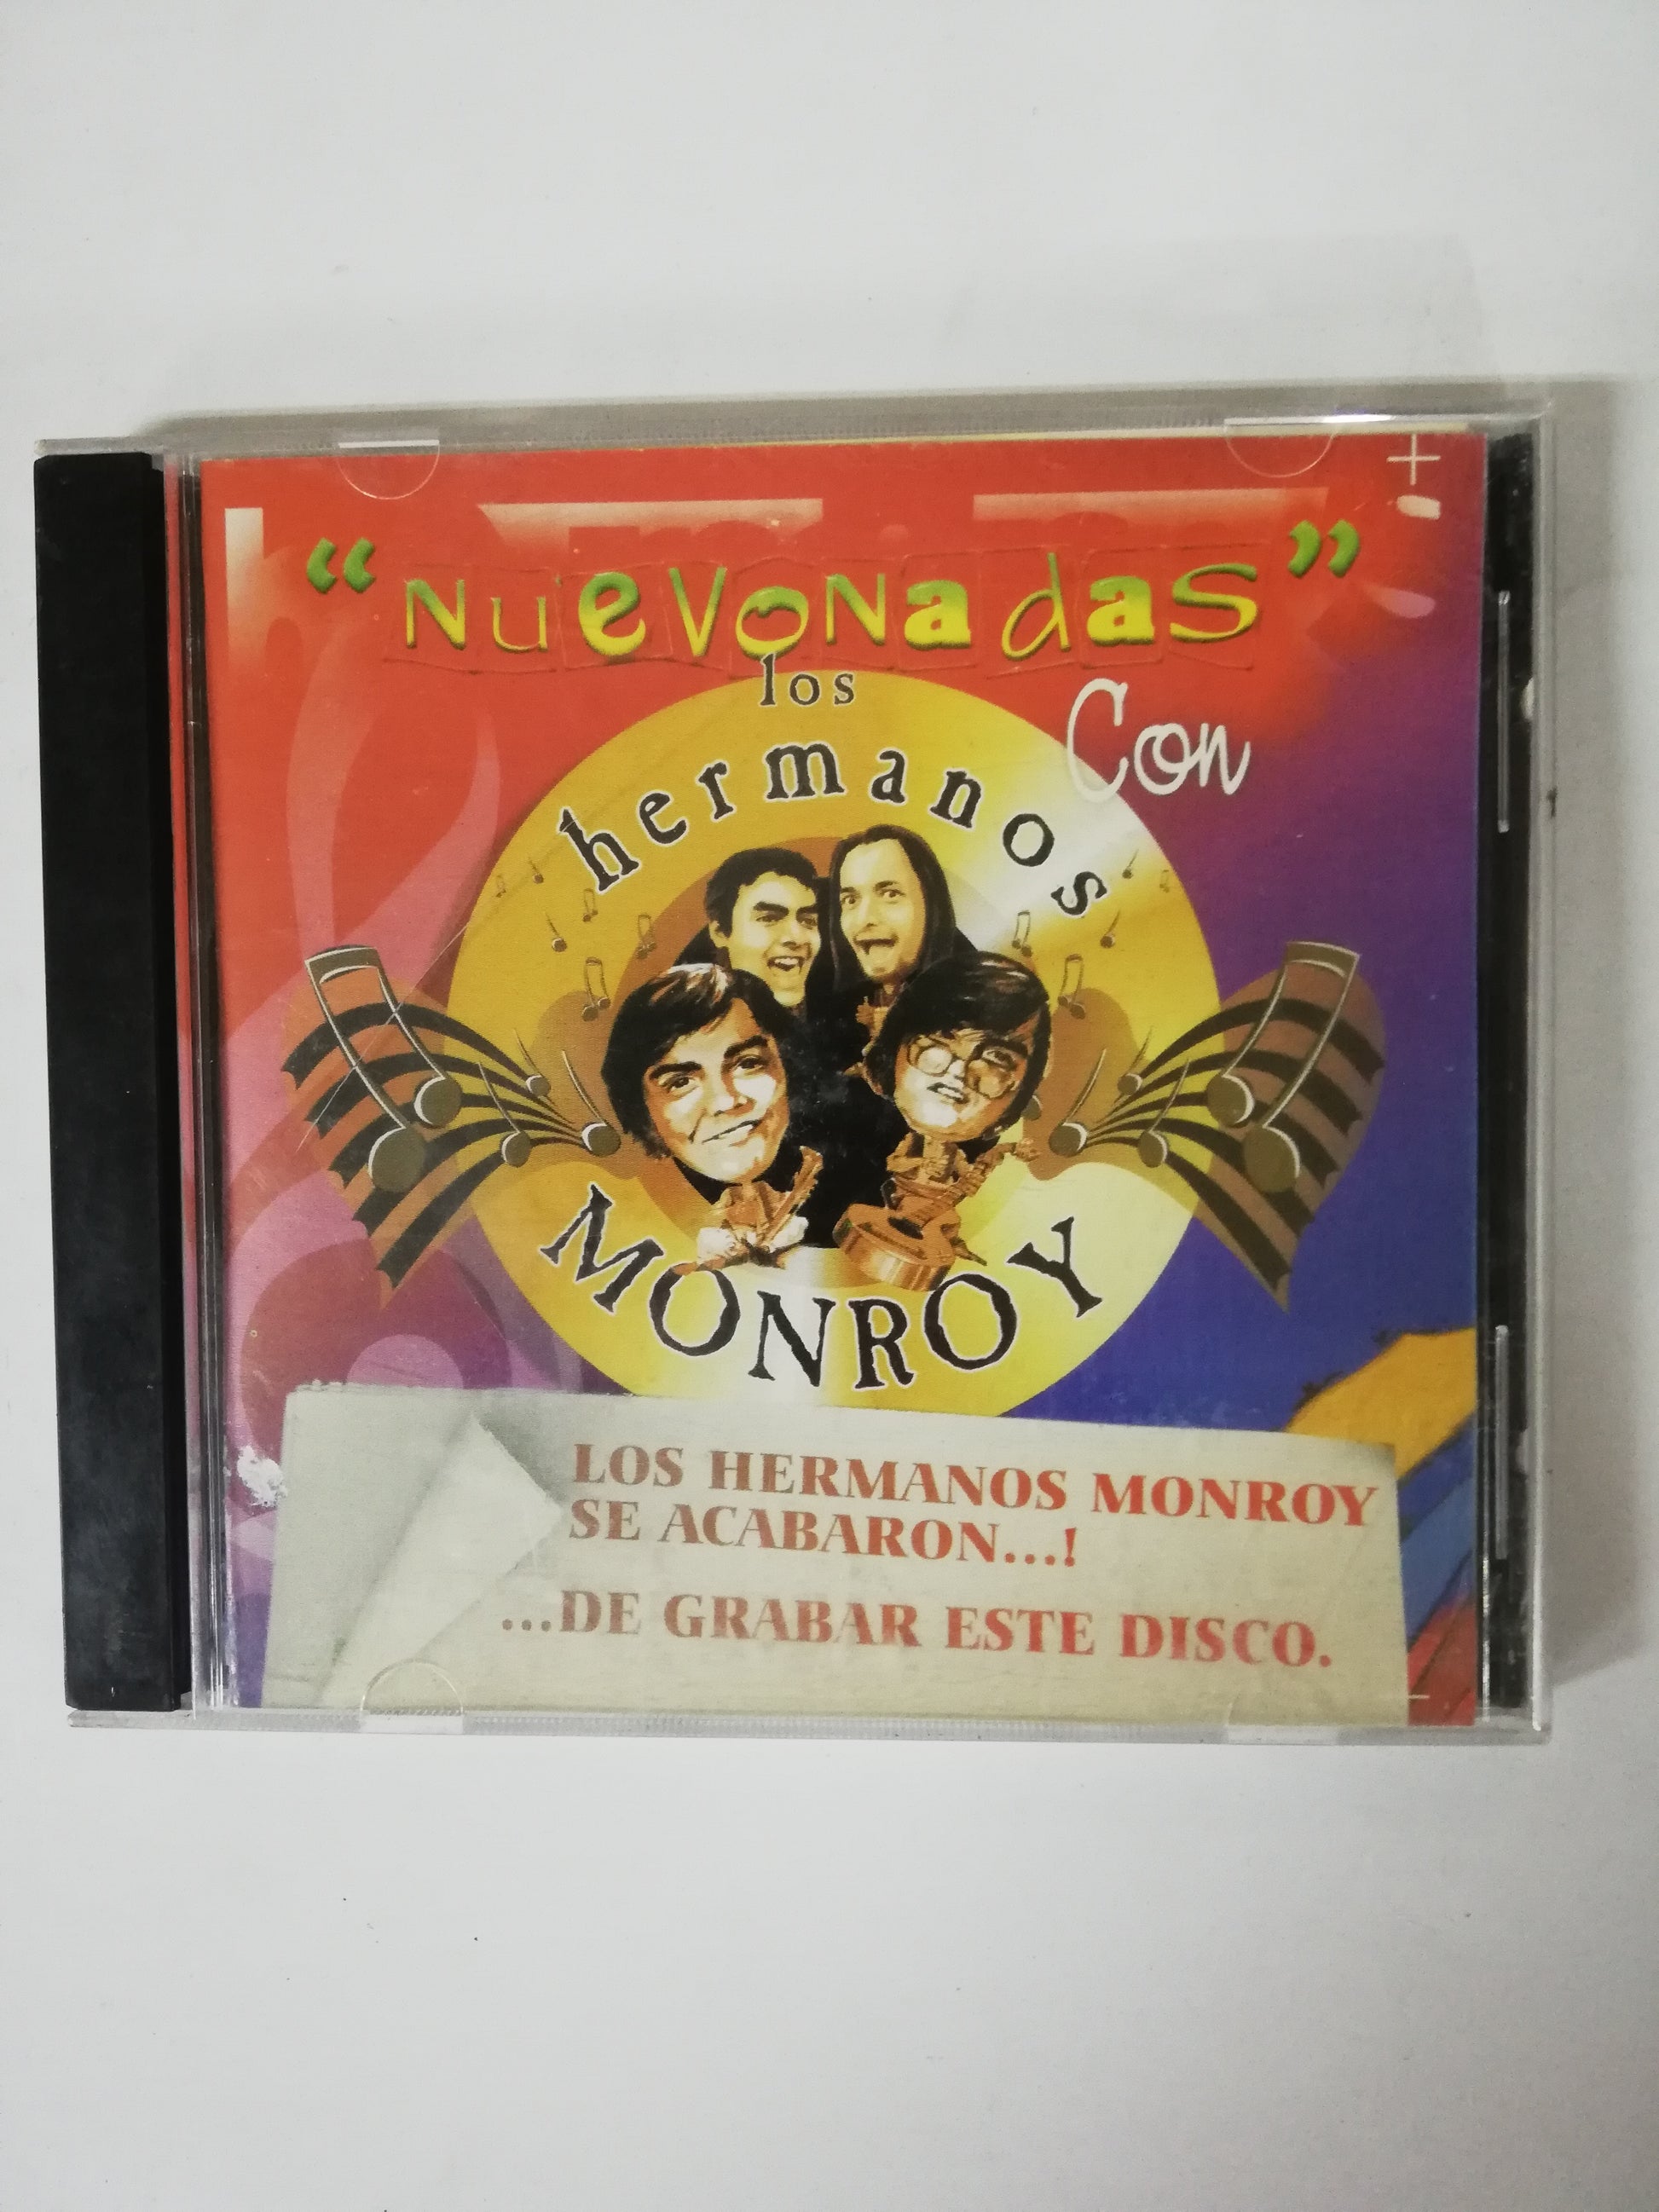 “NuevoNadas”
Con
los
hermanos
MONROY
LOS HERMANOS MONROY
SE ACABARON...!
...DE GRABAR ESTE DISCO.